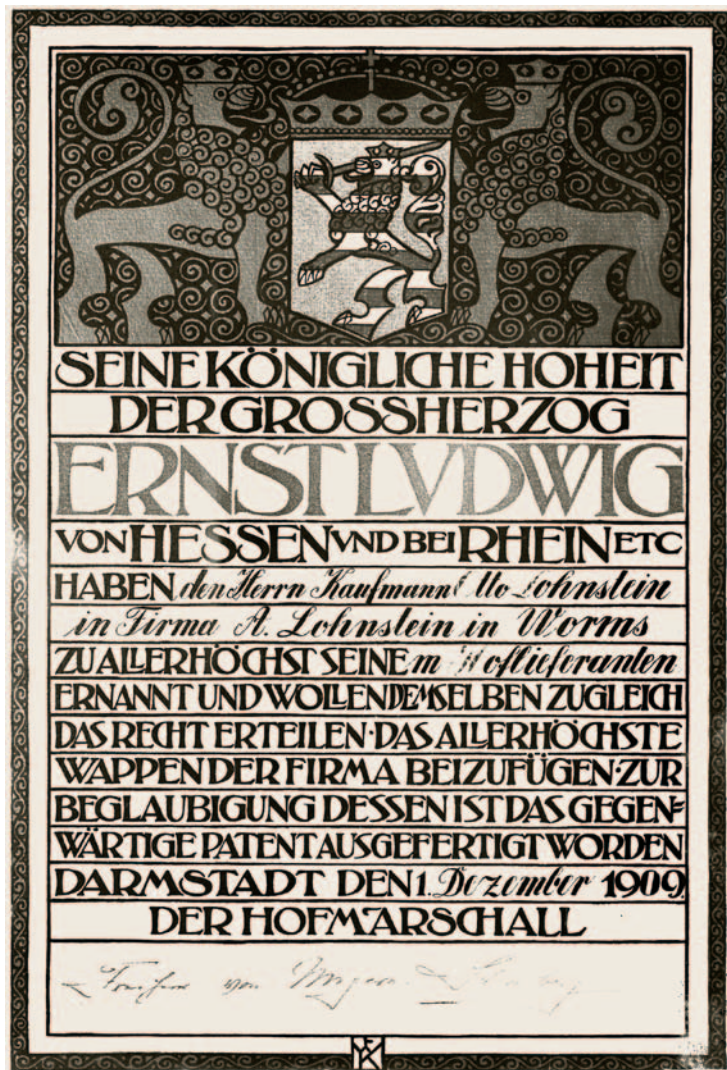 SEINE KÖNIGLICHE HOHEIT
DER GROSSHERZOG
ERNST LVDWIG
VON HESSEN VND BEI RHEIN ETC
HABEN den Herrn Kaufmann Otto Lohnstein
in Firma A. Lohnstein in Worms
ZU ALLERHÖCHST SEINEm Hoflieferanten
ERNANNT UND WOLLEN DEMSELBEN ZUGLEICH
DAS RECHT ERTEILEN·DAS ALLERHÖCHSTE
WAPPEN DER FIRMA BEIZUFÜGEN·ZUR
BEGLAUBIGUNG DESSEN IST DAS GEGEN=
WÄRTIGE PATENT AUSGEFERTIGT WORDEN
DARMSTADT DEN 1. Dezember 1909.
DER HOFMARSCHALL
von